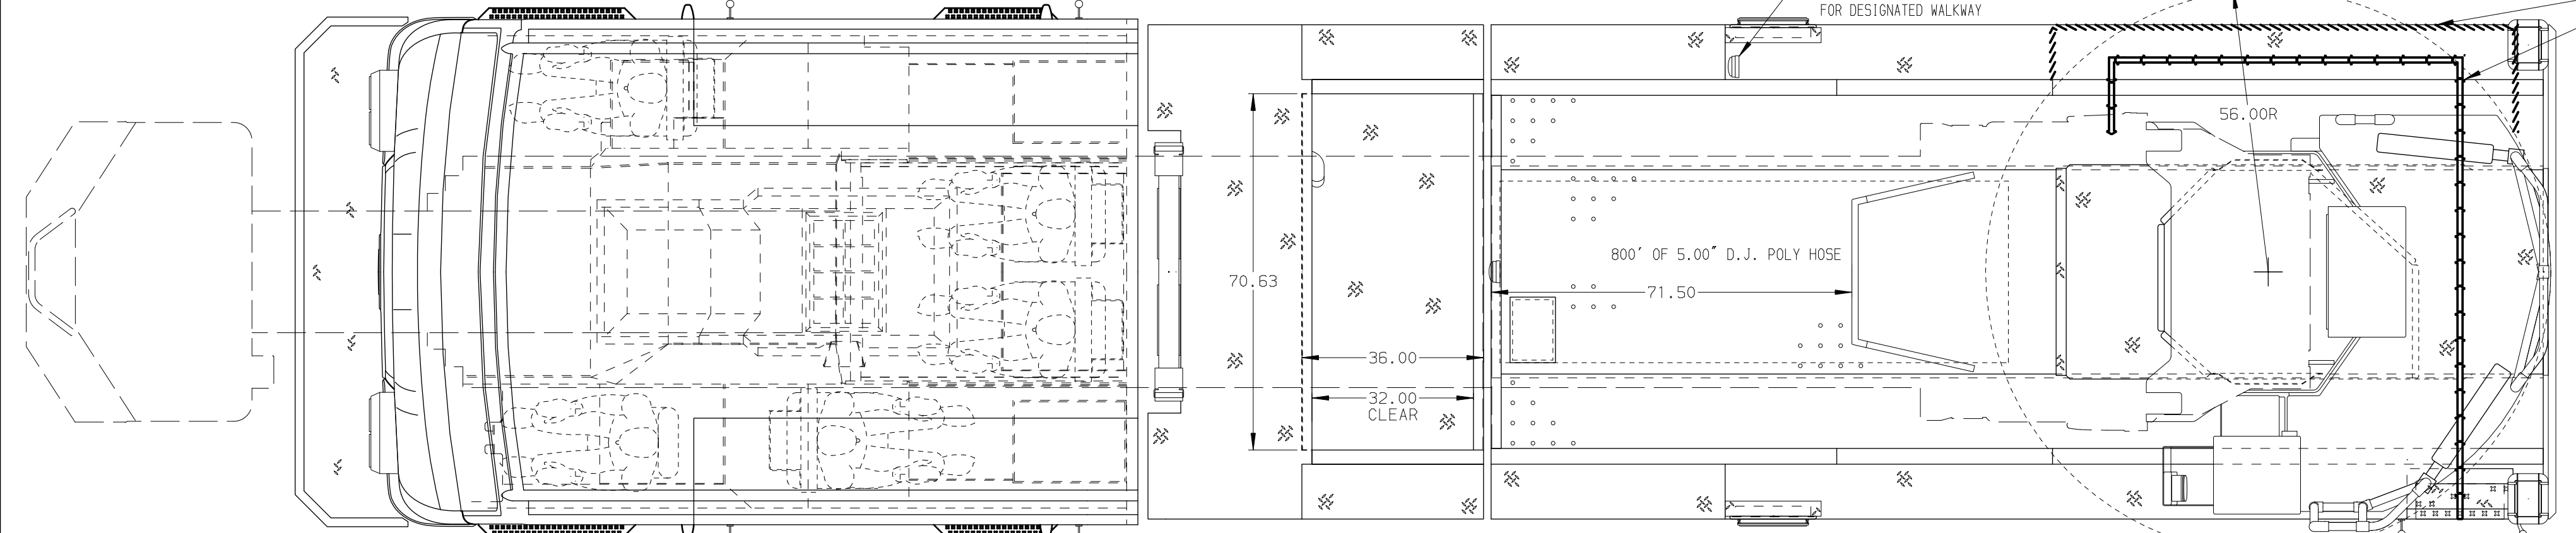 FOR DESIGNATED WALKWAY
56.00R
800' OF 5.00" D.J. POLY HOSE
70.63
71.50
36.00
32.00
CLEAR